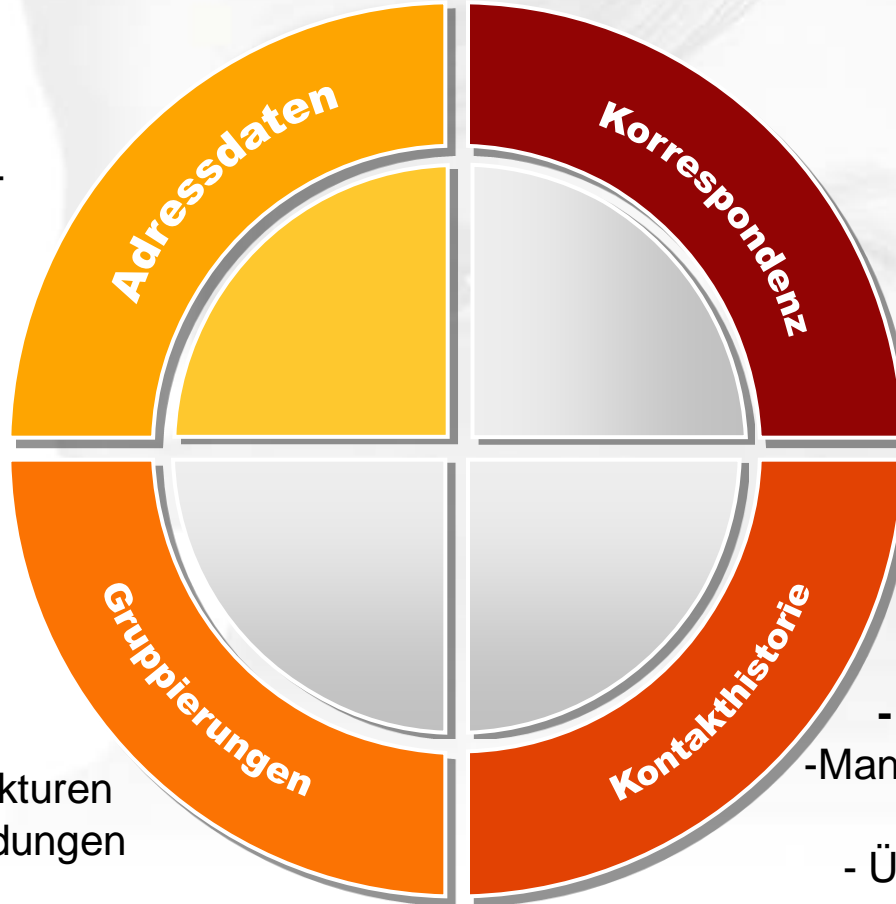 Adressdaten
Korrespondenz
Gruppierungen
Kontakthistorie
-
-
kturen
-Man
dungen
- Ü